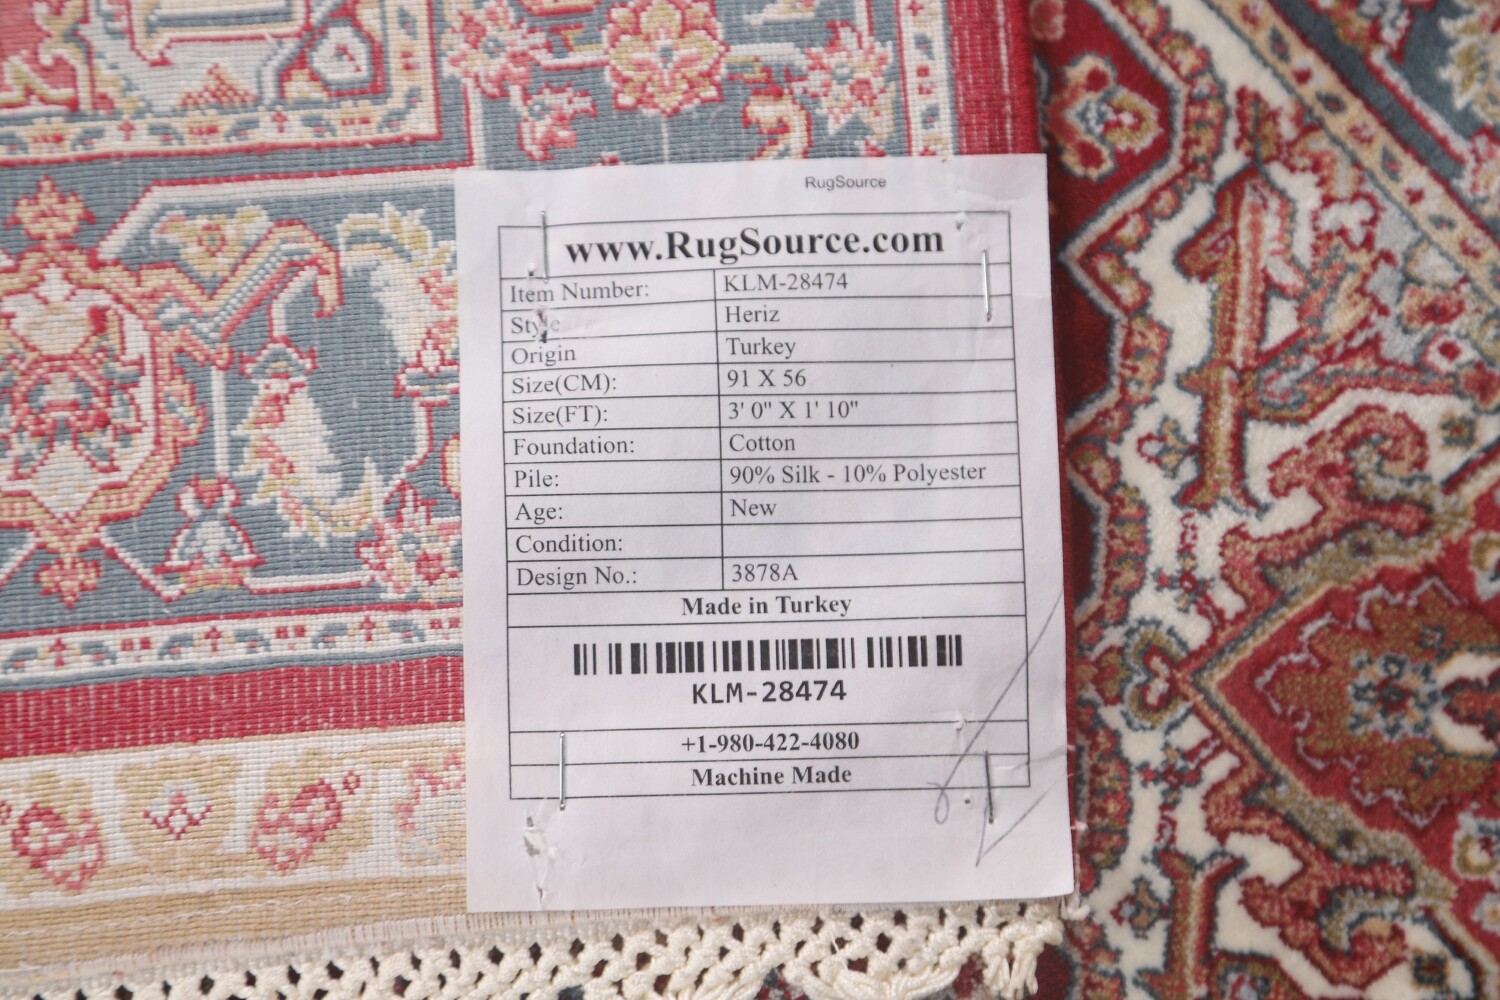 RugSource
www.RugSource.com
Item Number: KLM-28474
Style Heriz
Origin Turkey
Size(CM): 91 X 56
Size(FT): 3' 0" X 1' 10"
Foundation: Cotton
Pile: 90% Silk - 10% Polyester
Age: New
Condition:
Design No.: 3878A
Made in Turkey
KLM-28474
+1-980-422-4080
Machine Made